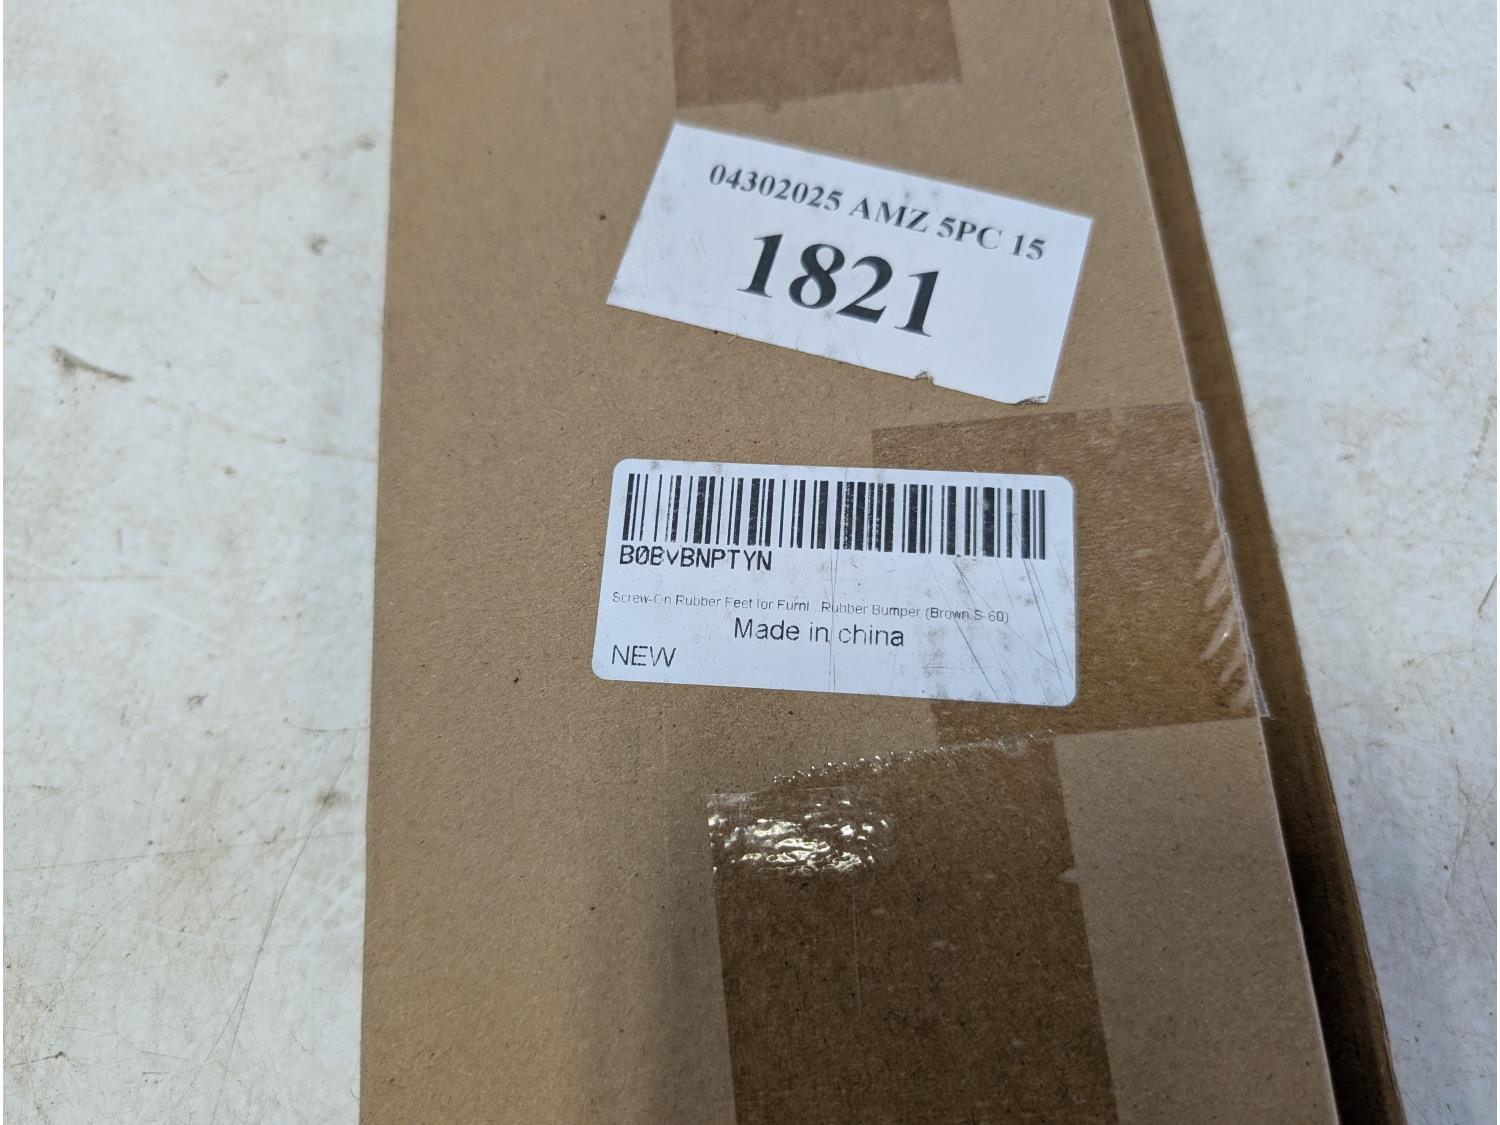 04302025 AMZ 5PC 15
1821
B0BVBNPTYN
Screw-On Rubber Feet for Furni...Rubber Bumper (Brown S-60)
Made in china
NEW